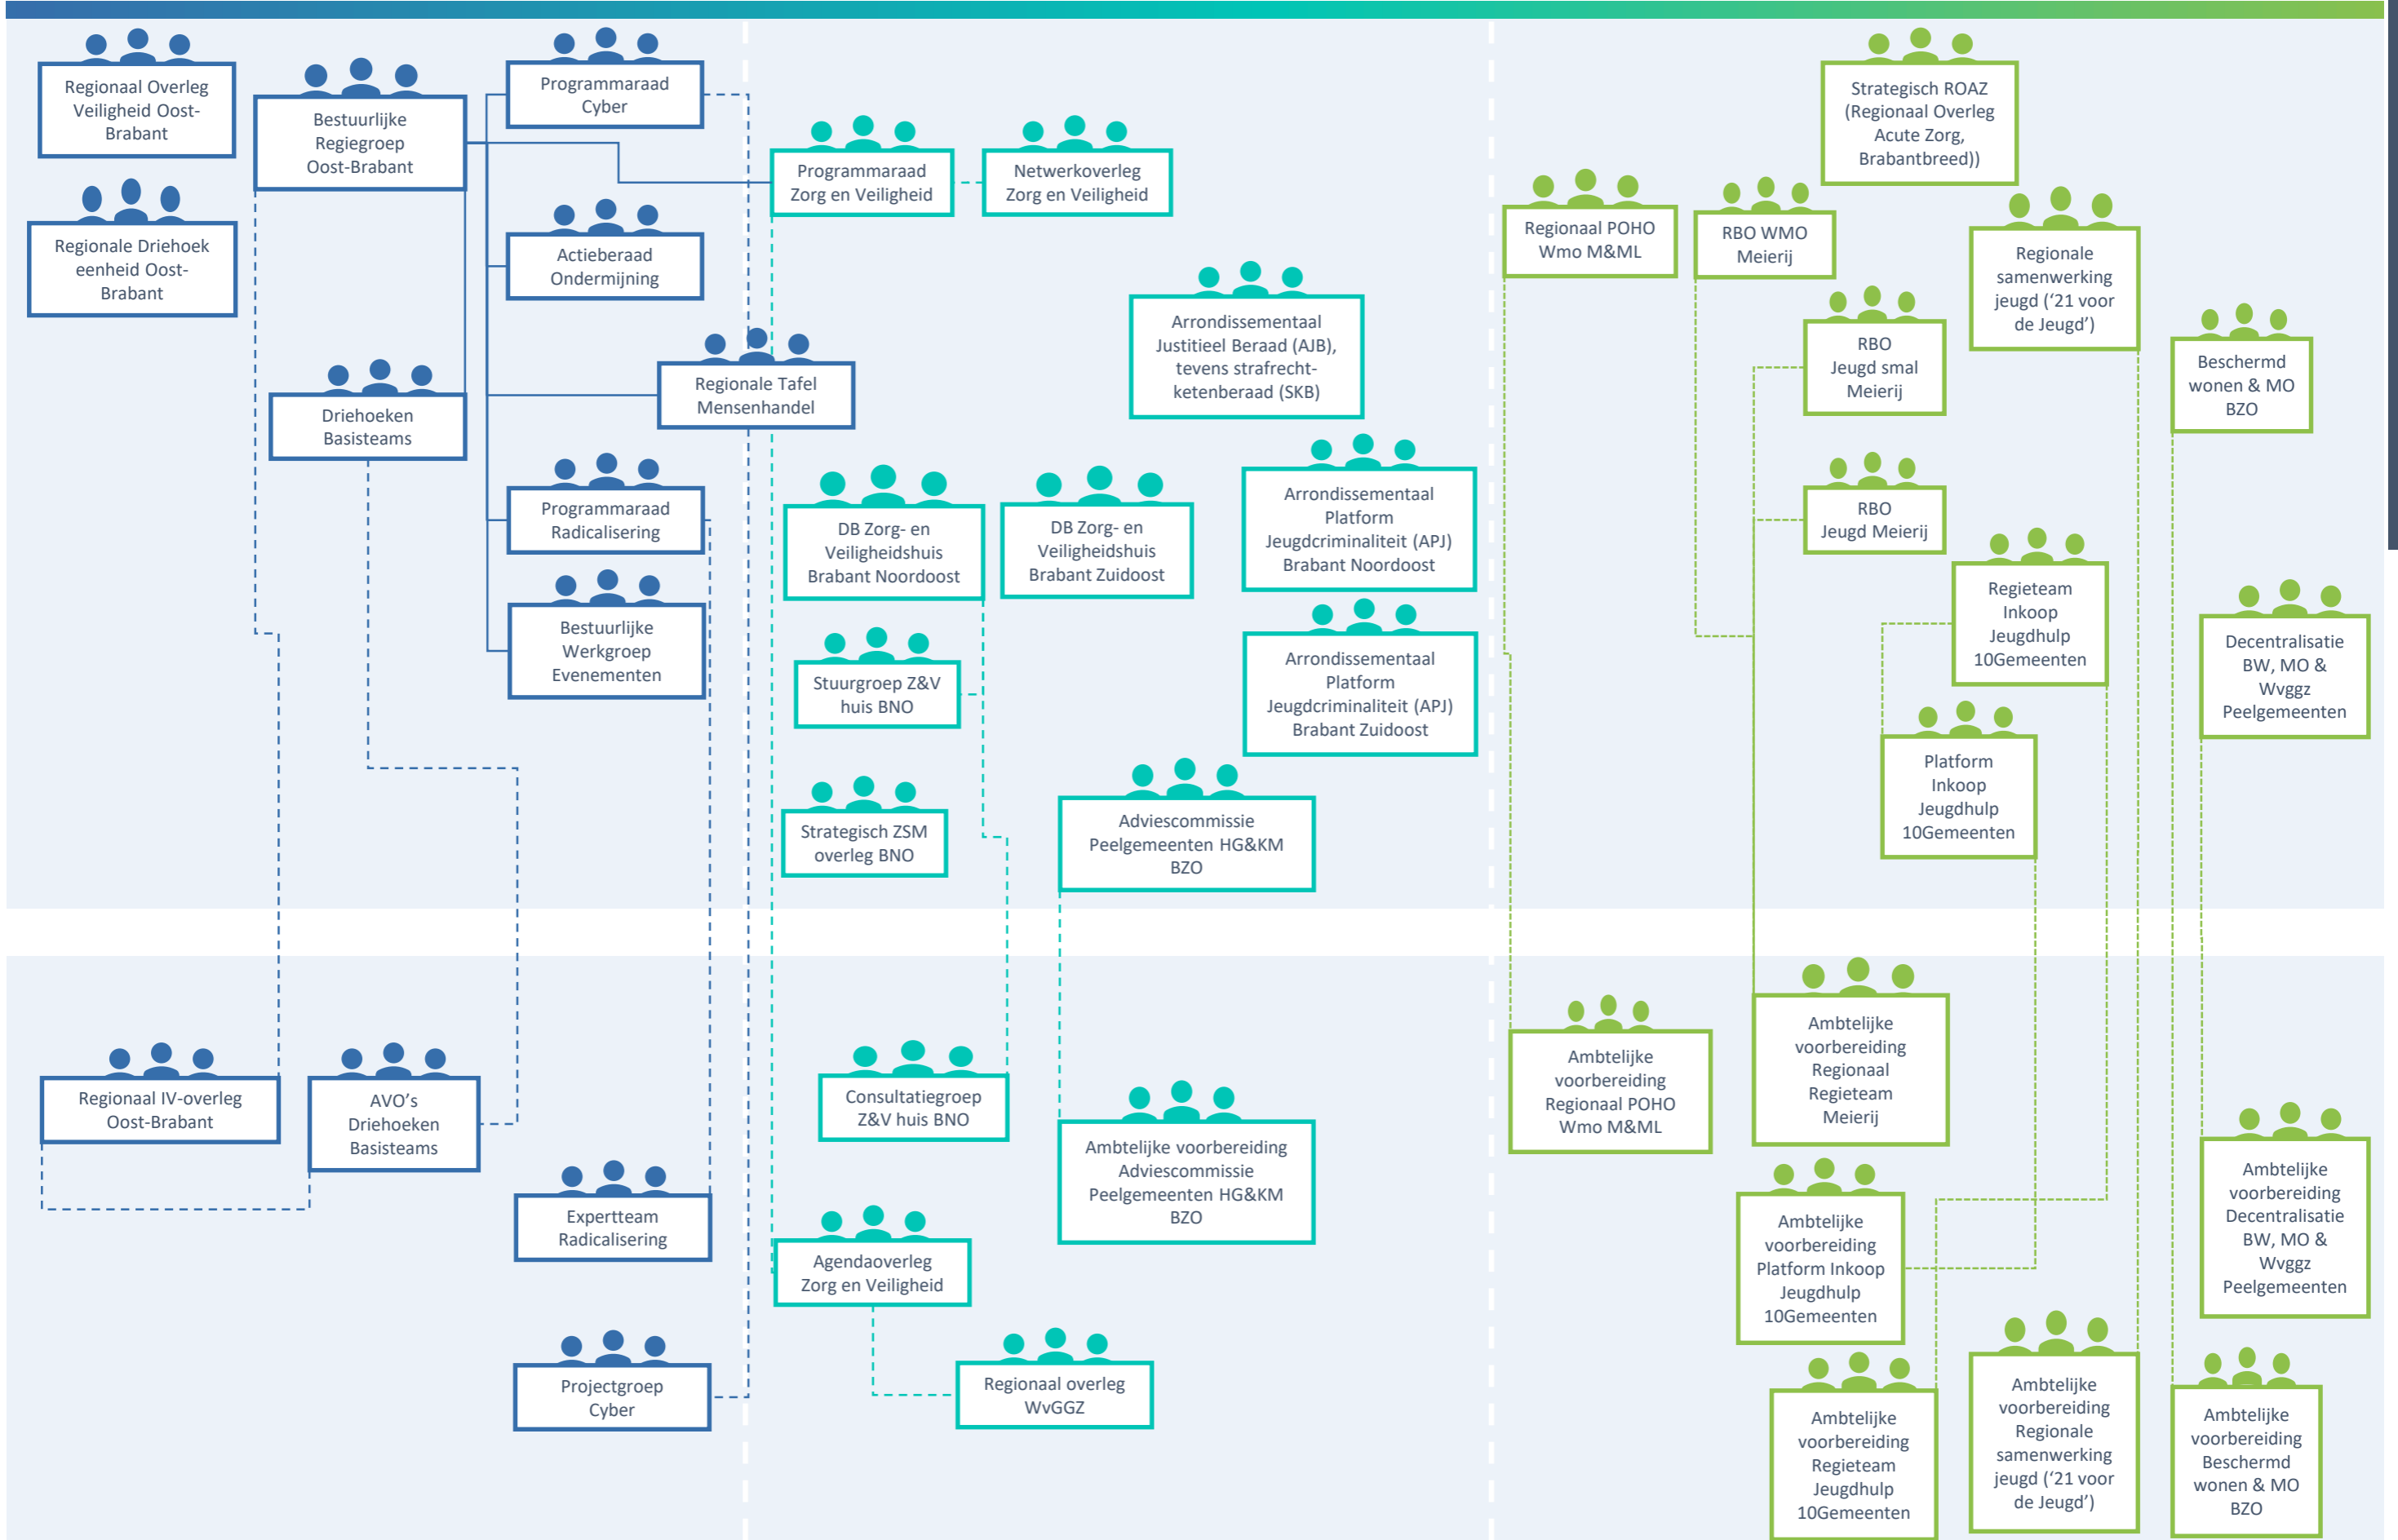 Regionaal Overleg
Veiligheid Oost-
Brabant
Bestuurlijke
Regiegroep
Oost-Brabant
Programmaraad
Cyber
Regionale Driehoek
eenheid Oost-
Brabant
Actieberaad
Ondermijning
Regionale Tafel
Mensenhandel
Driehoeken
Basisteams
Programmaraad
Radicalisering
Bestuurlijke
Werkgroep
Evenementen
Programmaraad
Zorg en Veiligheid
Netwerkoverleg
Zorg en Veiligheid
Arrondissementaal
Justitieel Beraad (AJB),
tevens strafrecht-
ketenberaad (SKB)
DB Zorg- en
Veiligheidshuis
Brabant Noordoost
DB Zorg- en
Veiligheidshuis
Brabant Zuidoost
Arrondissementaal
Platform
Jeugdcriminaliteit (APJ)
Brabant Noordoost
Stuurgroep Z&V
huis BNO
Arrondissementaal
Platform
Jeugdcriminaliteit (APJ)
Brabant Zuidoost
Strategisch ZSM
overleg BNO
Adviescommissie
Peelgemeenten HG&KM
BZO
Strategisch ROAZ
(Regionaal Overleg
Acute Zorg,
Brabantbreed))
Regionaal POHO
Wmo M&ML
RBO WMO
Meierij
Regionale
samenwerking
jeugd (‘21 voor
de Jeugd’)
RBO
Jeugd smal
Meierij
Beschermd
wonen & MO
BZO
RBO
Jeugd Meierij
Regieteam
Inkoop
Jeugdhulp
10Gemeenten
Decentralisatie
BW, MO &
Wvggz
Peelgemeenten
Platform
Inkoop
Jeugdhulp
10Gemeenten
Regionaal IV-overleg
Oost-Brabant
AVO’s
Driehoeken
Basisteams
Expertteam
Radicalisering
Projectgroep
Cyber
Consultatiegroep
Z&V huis BNO
Ambtelijke voorbereiding
Adviescommissie
Peelgemeenten HG&KM
BZO
Agendaoverleg
Zorg en Veiligheid
Regionaal overleg
WvGGZ
Ambtelijke
voorbereiding
Regionaal POHO
Wmo M&ML
Ambtelijke
voorbereiding
Regionaal
Regieteam
Meierij
Ambtelijke
voorbereiding
Platform Inkoop
Jeugdhulp
10Gemeenten
Ambtelijke
voorbereiding
Decentralisatie
BW, MO &
Wvggz
Peelgemeenten
Ambtelijke
voorbereiding
Regieteam
Jeugdhulp
10Gemeenten
Ambtelijke
voorbereiding
Regionale
samenwerking
jeugd (‘21 voor
de Jeugd’)
Ambtelijke
voorbereiding
Beschermd
wonen & MO
BZO